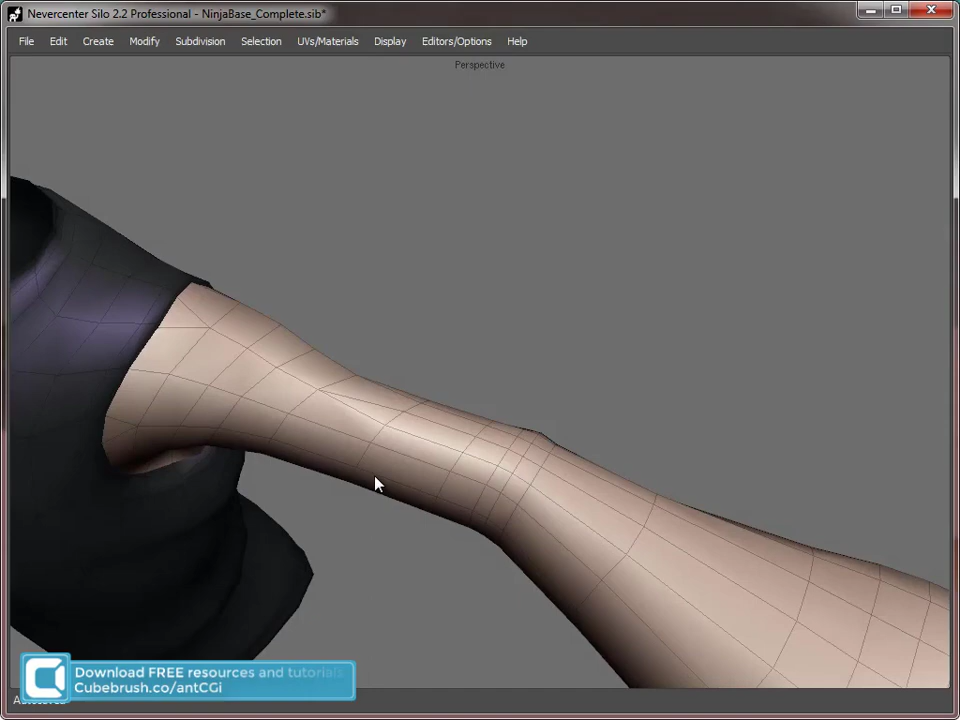 Nevercenter Silo 2.2 Professional - NinjaBase_Complete.sib*
File Edit Create Modify Subdivision Selection UVs/Materials Display Editors/Options Help
Perspective
Download FREE resources and tutorials
Cubebrush.co/antCGi